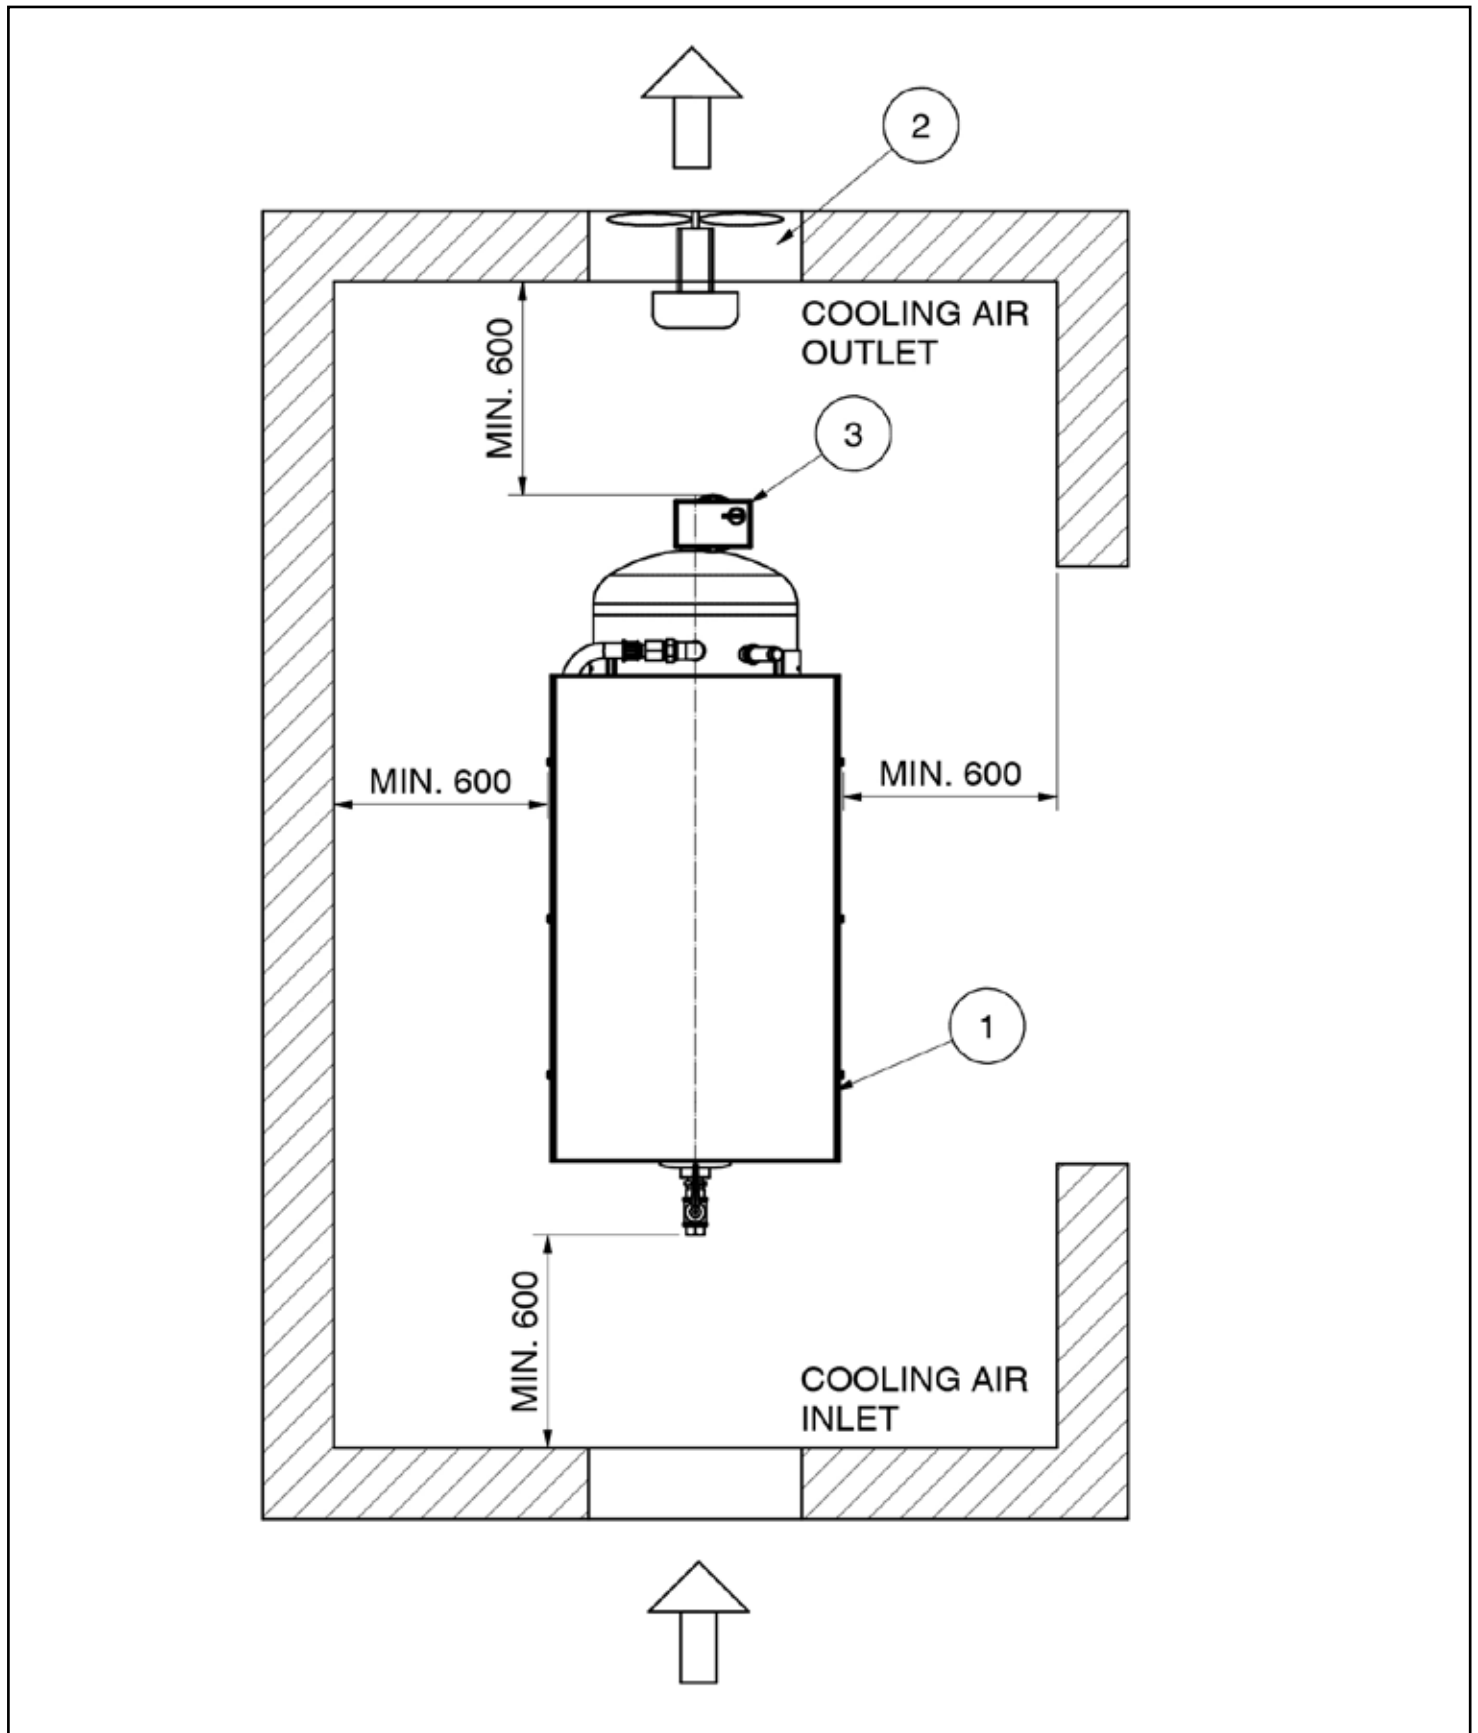 2
COOLING AIR
OUTLET
MIN. 600
3
MIN. 600
MIN. 600
1
MIN. 600
COOLING AIR
INLET